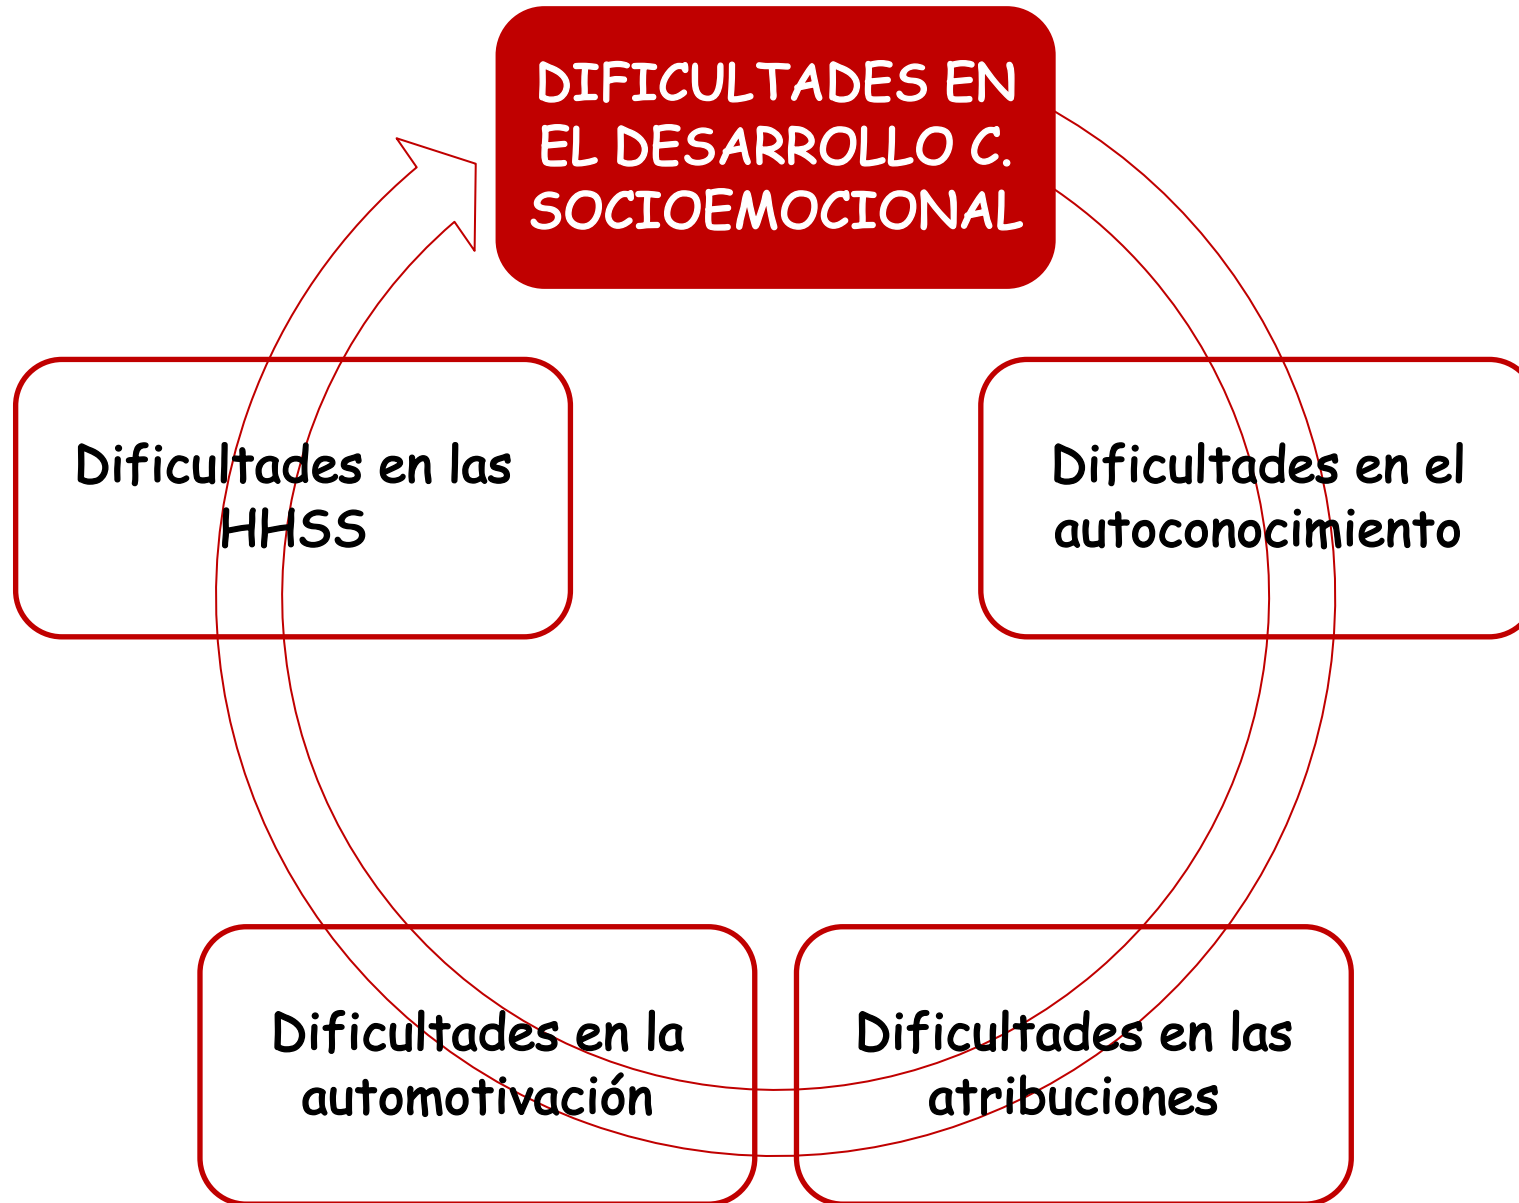 DIFICULTADES EN
EL DESARROLLO C.
SOCIOEMOCIONAL
Dificultades en el
autoconocimiento
Dificultades en las
atribuciones
Dificultades en la
automotivación
Dificultades en las
HHSS